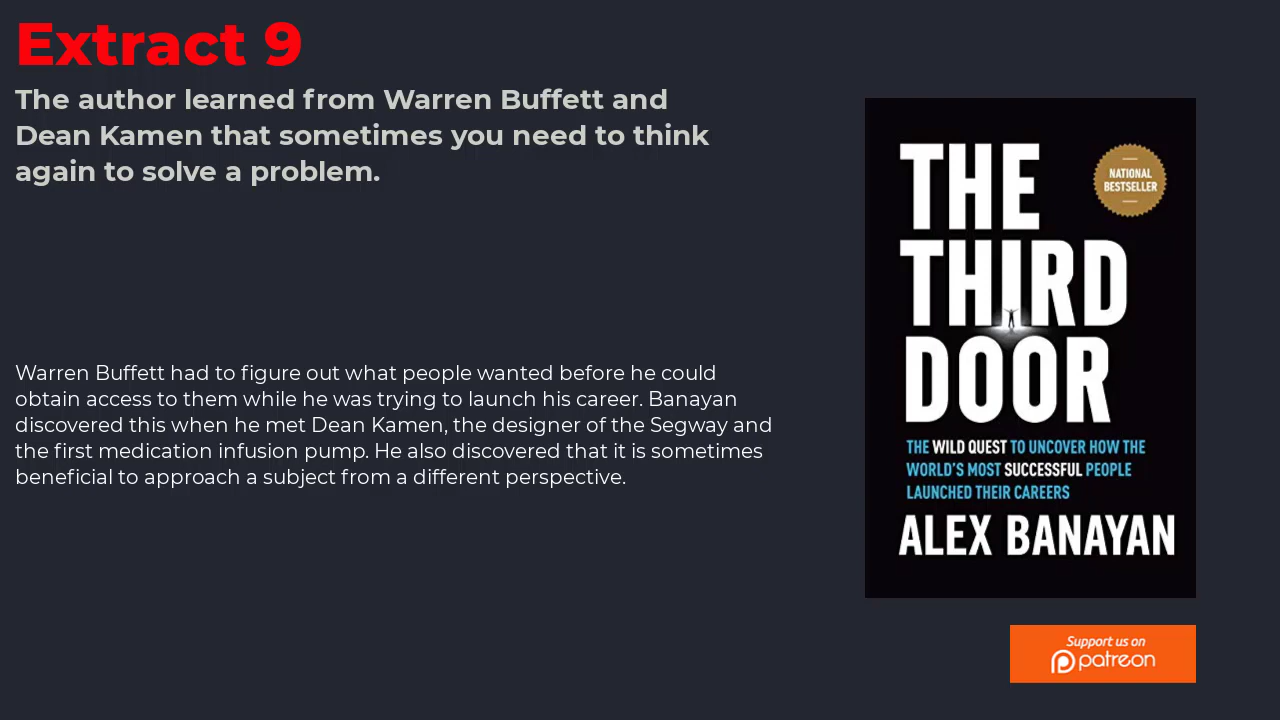 Extract 9
The author learned from Warren Buffett and
Dean Kamen that sometimes you need to think
again to solve a problem.
Warren Buffett had to figure out what people wanted before he could
obtain access to them while he was trying to launch his career. Banayan
discovered this when he met Dean Kamen, the designer of the Segway and
the first medication infusion pump. He also discovered that it is sometimes
beneficial to approach a subject from a different perspective.
THE
THIRD
DOOR
NATIONAL
BESTSELLER
THE WILD QUEST TO UNCOVER HOW THE
WORLD'S MOST SUCCESSFUL PEOPLE
LAUNCHED THEIR CAREERS
ALEX BANAYAN
Support us on
patreon